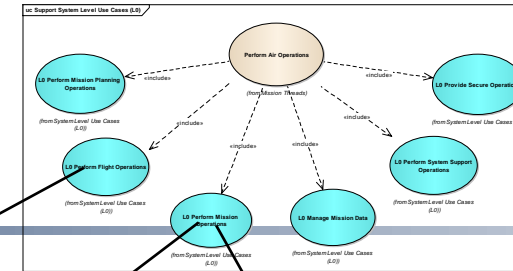 uc Support System Level Use Cases (L0)
Perform Air Operations
(from Mission Threads)
«include»
«include»
«include»
«include»
«include»
«include»
L0 Perform Mission Planning
Operations
(from System Level Use Cases
(L0))
L0 Provide Secure Operatio
(from System Level Use Cases
(L0))
L0 Perform Flight Operations
(from System Level Use Cases
(L0))
L0 Perform System Support
Operations
(from System Level Use Cases
(L0))
L0 Perform Mission
Operations
(from System Level Use Cases
(L0))
L0 Manage Mission Data
(from System Level Use Cases
(L0))